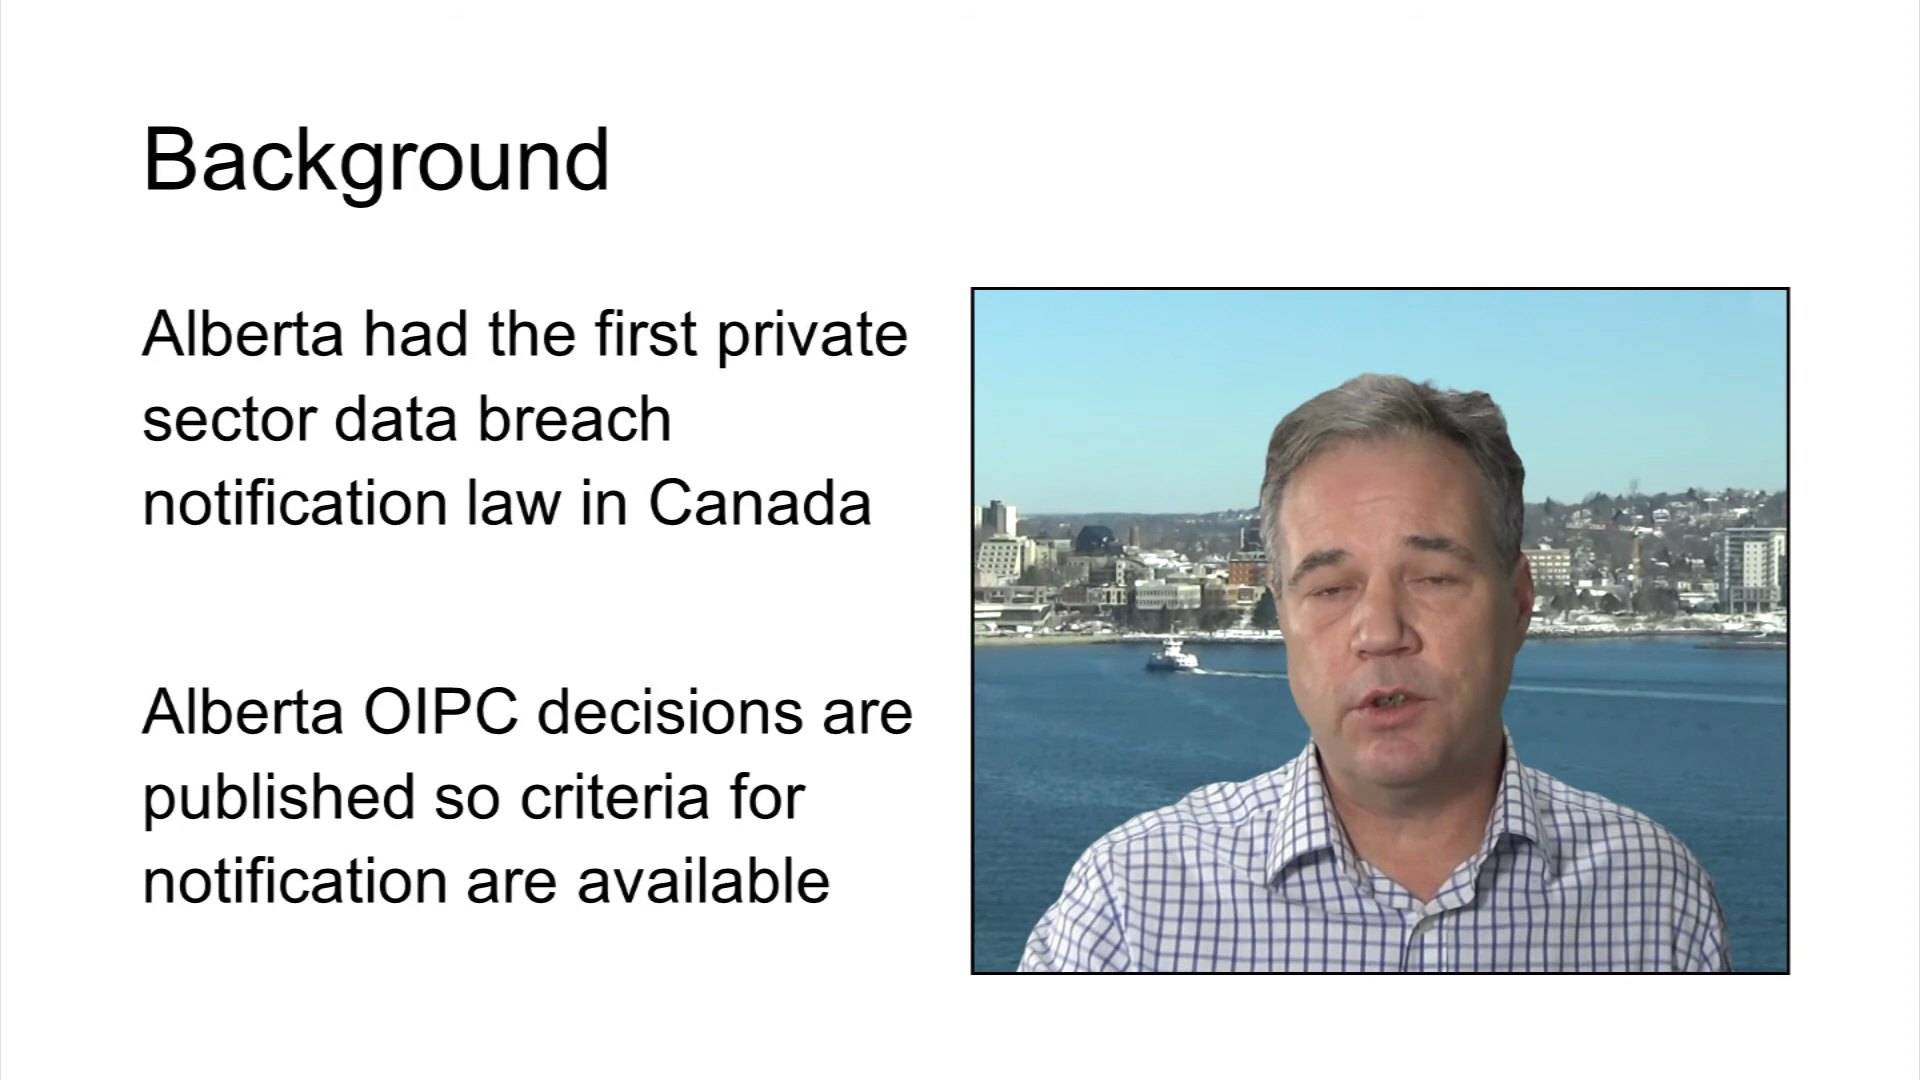 Background
Alberta had the first private
sector data breach
notification law in Canada
Alberta OIPC decisions are
published so criteria for
notification are available